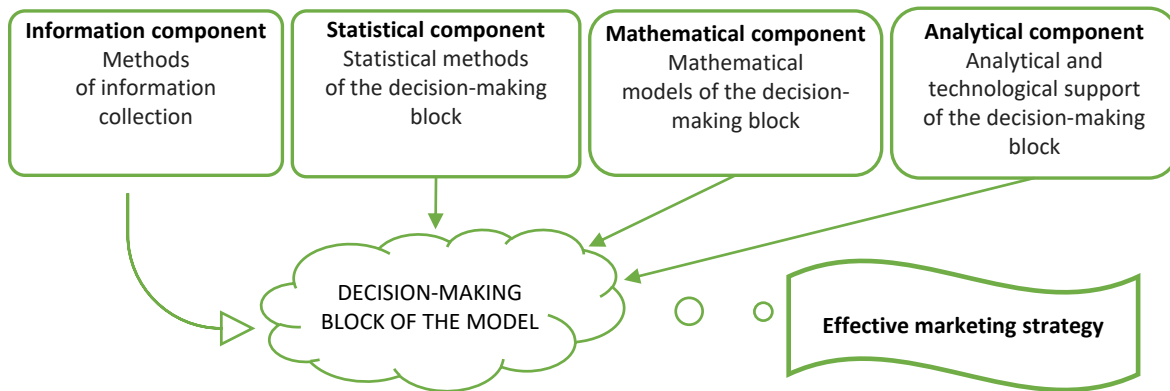 Information component
Methods
of information
collection
Statistical component
Statistical methods
of the decision-making
block
Mathematical component
Mathematical
models of the decision-
making block
Analytical component
Analytical and
technological support
of the decision-making
block
DECISION-MAKING
BLOCK OF THE MODEL
Effective marketing strategy